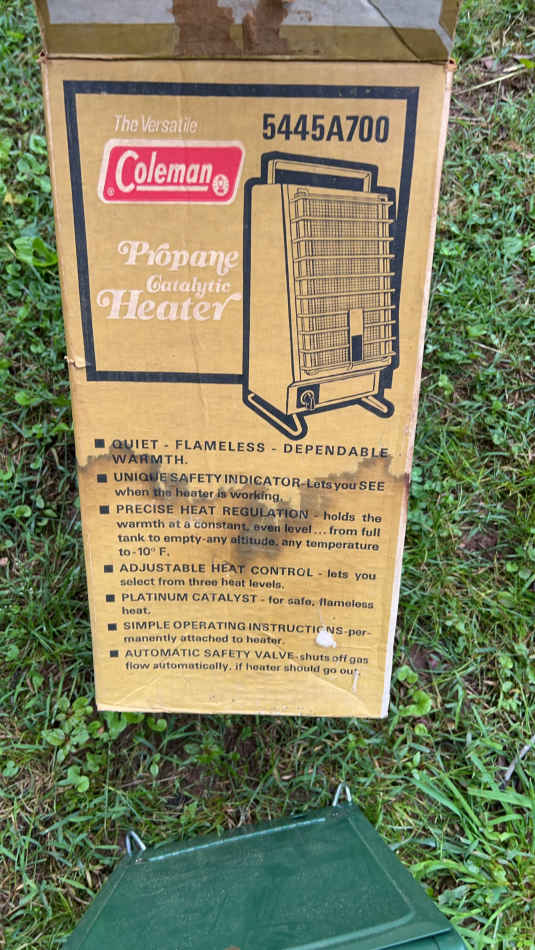 The Versatile
5445A700
Coleman
Propane
Catalytic
Heater
■ QUIET - FLAMELESS - DEPENDABLE
WARMTH.
■ UNIQUE SAFETY INDICATOR-Lets you SEE
when the heater is working.
■ PRECISE HEAT REGULATION - holds the
warmth at a constant, even level...from full
tank to empty-any altitude, any temperature
to -10° F.
■ ADJUSTABLE HEAT CONTROL - lets you
select from three heat levels.
■ PLATINUM CATALYST - for safe, flameless
heat.
■ SIMPLE OPERATING INSTRUCTIONS-per-
manently attached to heater.
■ AUTOMATIC SAFETY VALVE-shuts off gas
flow automatically, if heater should go out.